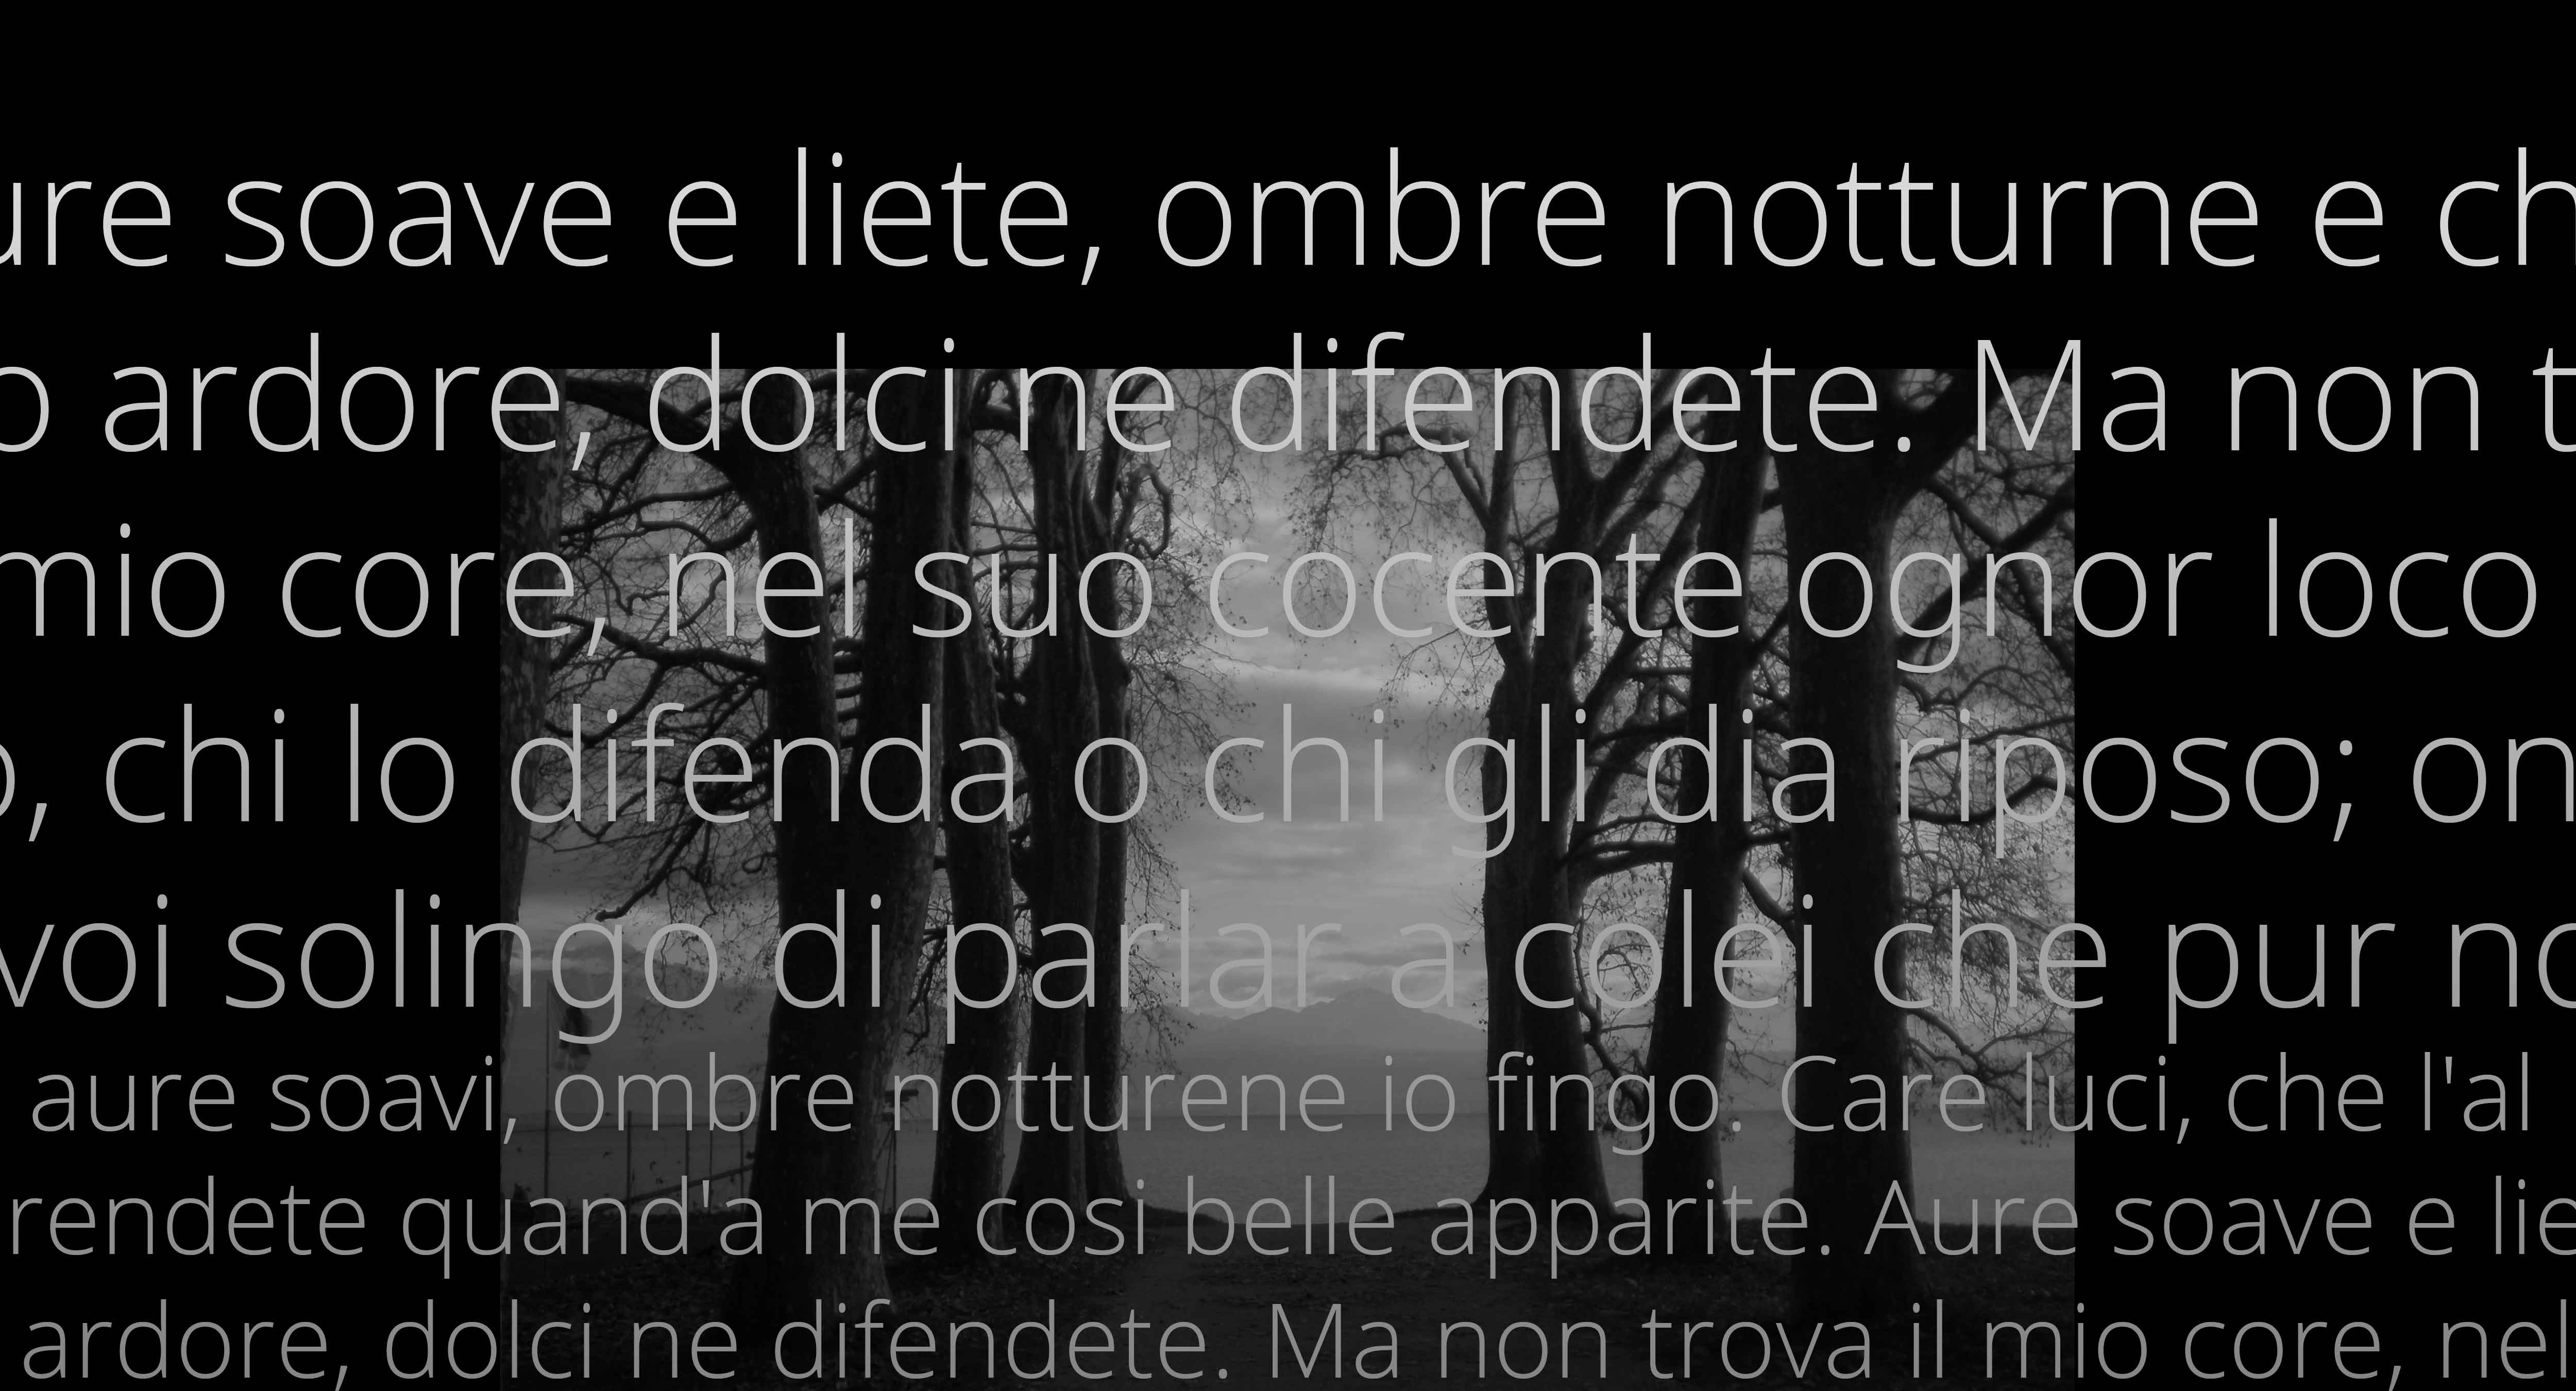 ure soave e liete, ombre notturne e ch
o ardore, dolci ne difendete. Ma non t
mio core, nel suo cocente ognor loco
o, chi lo difenda o chi gli dia riposo; on
voi solingo di parlar a colei che pur no
aure soavi, ombre notturene io fingo. Care luci, che l'al
rendete quand'a me cosi belle apparite. Aure soave e lie
ardore, dolci ne difendete. Ma non trova il mio core, nel